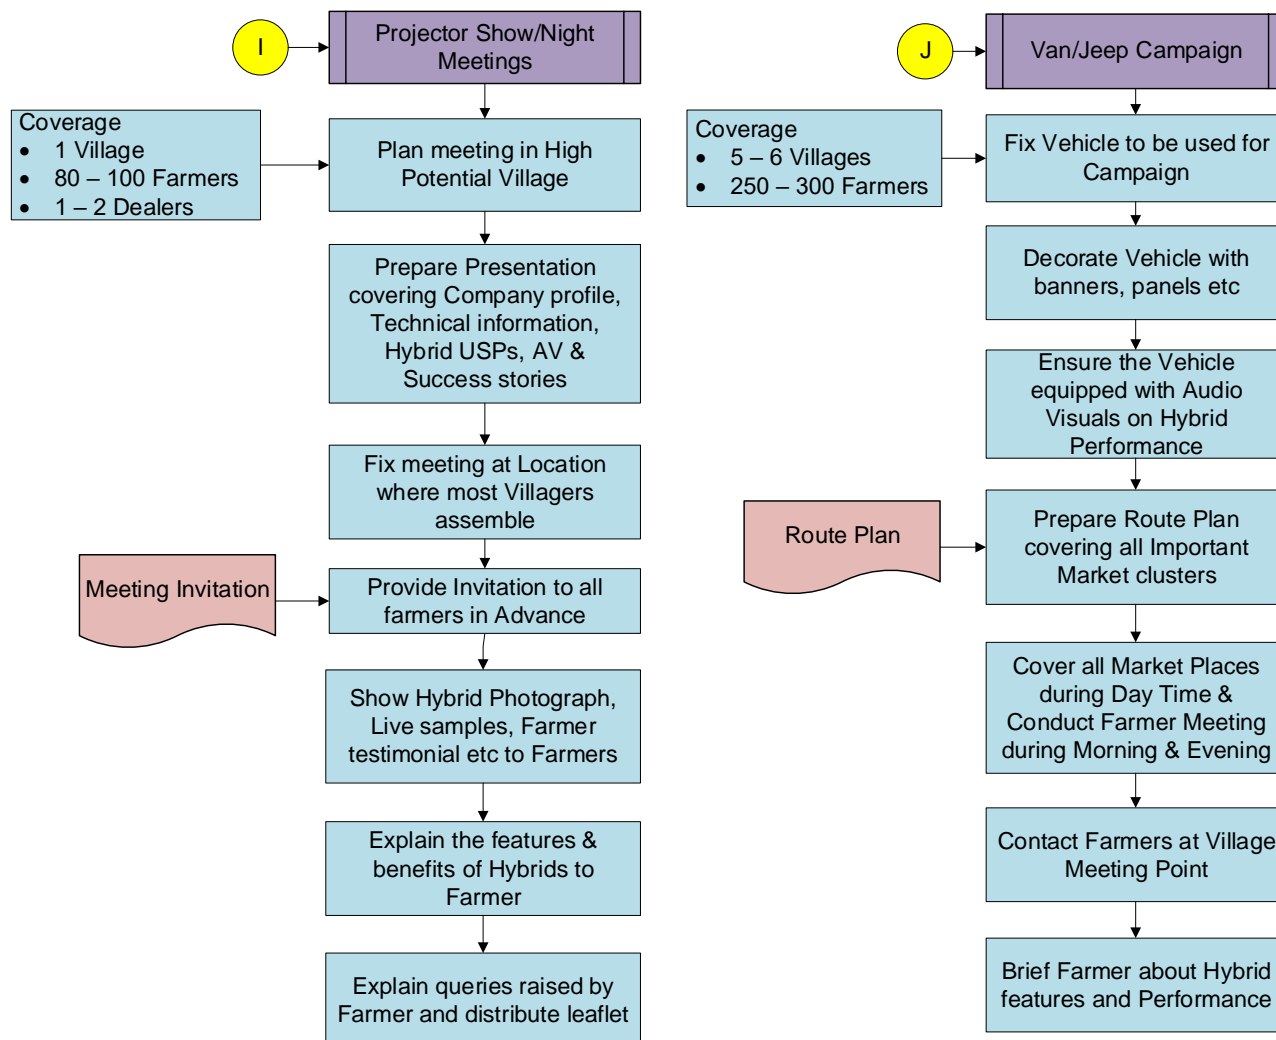 I
Projector Show/Night
Meetings
Coverage
• 1 Village
• 80 – 100 Farmers
• 1 – 2 Dealers
Plan meeting in High
Potential Village
Prepare Presentation
covering Company profile,
Technical information,
Hybrid USPs, AV &
Success stories
Fix meeting at Location
where most Villagers
assemble
Meeting Invitation
Provide Invitation to all
farmers in Advance
Show Hybrid Photograph,
Live samples, Farmer
testimonial etc to Farmers
Explain the features &
benefits of Hybrids to
Farmer
Explain queries raised by
Farmer and distribute leaflet
J
Van/Jeep Campaign
Coverage
• 5 – 6 Villages
• 250 – 300 Farmers
Fix Vehicle to be used for
Campaign
Decorate Vehicle with
banners, panels etc
Ensure the Vehicle
equipped with Audio
Visuals on Hybrid
Performance
Route Plan
Prepare Route Plan
covering all Important
Market clusters
Cover all Market Places
during Day Time &
Conduct Farmer Meeting
during Morning & Evening
Contact Farmers at Village
Meeting Point
Brief Farmer about Hybrid
features and Performance